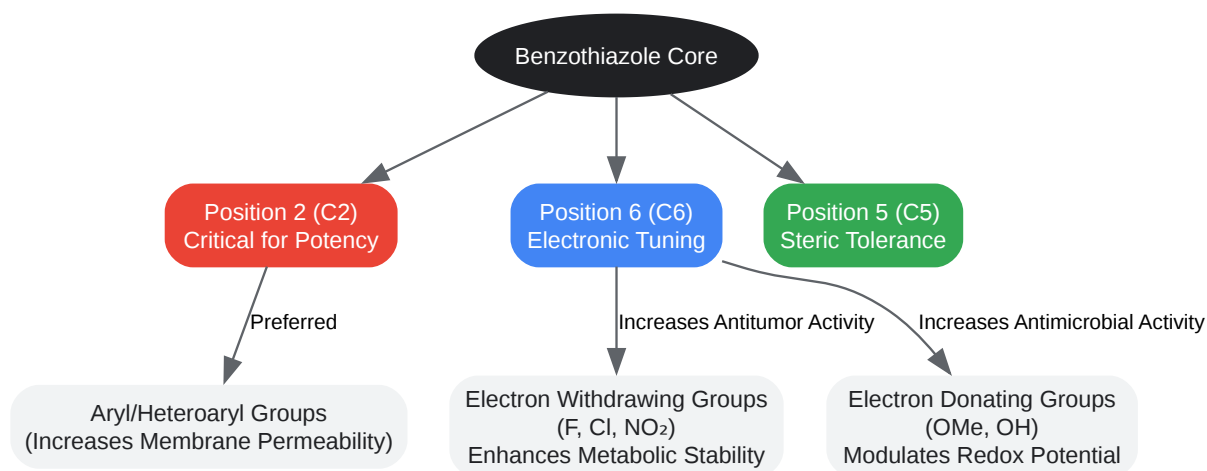 Benzothiazole Core
Position 2 (C2)
Critical for Potency
Position 6 (C6)
Electronic Tuning
Position 5 (C5)
Steric Tolerance
Preferred
Increases Antitumor Activity
Increases Antimicrobial Activity
Aryl/Heteroaryl Groups
(Increases Membrane Permeability)
Electron Withdrawing Groups
(F, Cl, NO₂)
Enhances Metabolic Stability
Electron Donating Groups
(OMe, OH)
Modulates Redox Potential